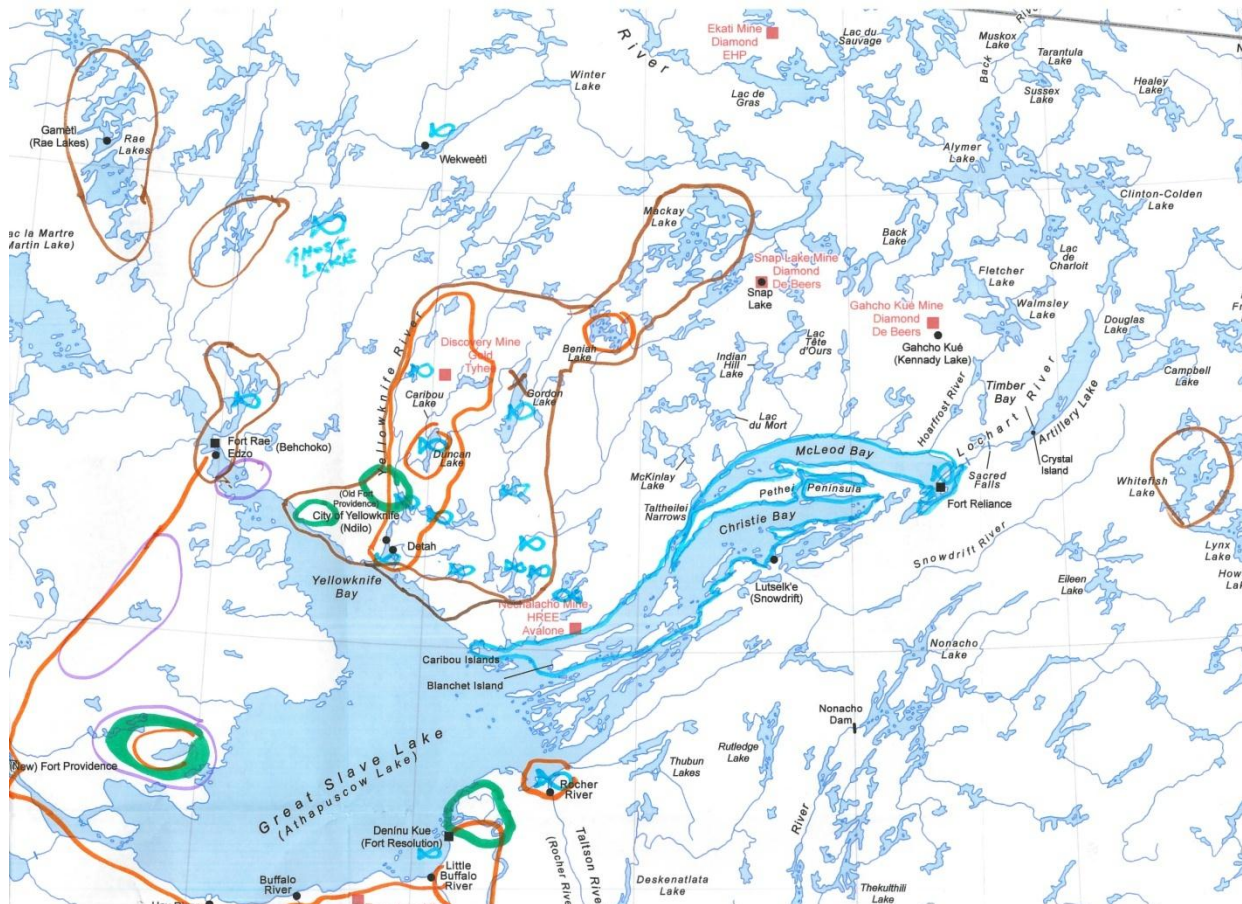 Ekati Mine
Diamond
EHP
River
Lac du
Sauvage
Muskox
Lake
Back
River
Tarantula
Lake
Sussex
Lake
Healey
Lake
Winter
Lake
Lac de
Gras
Gamètì
(Rae Lakes)
Rae
Lakes
Wekweètì
Alymer
Lake
Clinton-Colden
Lake
ac la Martre
Martin Lake)
GHOST
LAKE
Mackay
Lake
Back
Lake
Lac
de
Charloit
Snap Lake Mine
Diamond
De Beers
Snap
Lake
Fletcher
Lake
Walmsley
Lake
Gahcho Kué Mine
Diamond
De Beers
Gahcho Kué
(Kennady Lake)
Douglas
Lake
Yellowknife River
Discovery Mine
Gold
Tyhee
Beniah
Lake
Lac
Tête
d'Ours
Indian
Hill
Lake
Campbell
Lake
Caribou
Lake
Gordon
Lake
X
Timber
Bay
Hoarfrost River
Lochart River
Artillery Lake
Lac
du Mort
Duncan
Lake
Fort Rae
Edzo
(Behchoko)
McLeod Bay
Crystal
Island
Sacred
Falls
McKinlay
Lake
Pethei Peninsula
Fort Reliance
Whitefish
Lake
(Old Fort
Providence)
City of Yellowknife
(Ndilo)
Taltheilei
Narrows
Christie Bay
Detah
Snowdrift River
Lynx
Lake
Yellowknife
Bay
Lutselk'e
(Snowdrift)
Eileen
Lake
Nechalacho Mine
HREE
Avalone
Nonacho
Lake
Caribou Islands
Blanchet Island
Nonacho
Dam
Great Slave Lake
(Athapuscow Lake)
New) Fort Providence
Thubun
Lakes
Rutledge
Lake
Rocher
River
River
Deninu Kue
(Fort Resolution)
Taltson River
(Rocher River
Little
Buffalo
River
Buffalo
River
Deskenatlata
Lake
Thekulthili
Lake